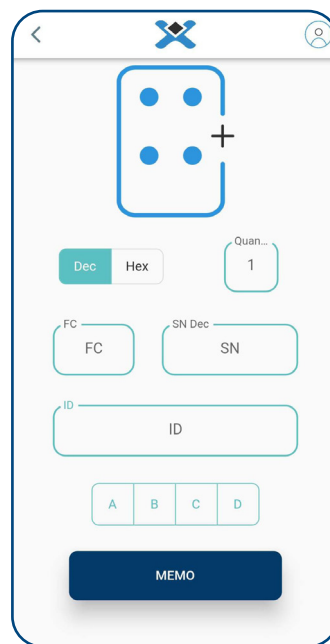 Quan...
Dec Hex
1
FC SN Dec
FC SN
ID
ID
A B C D
MEMO